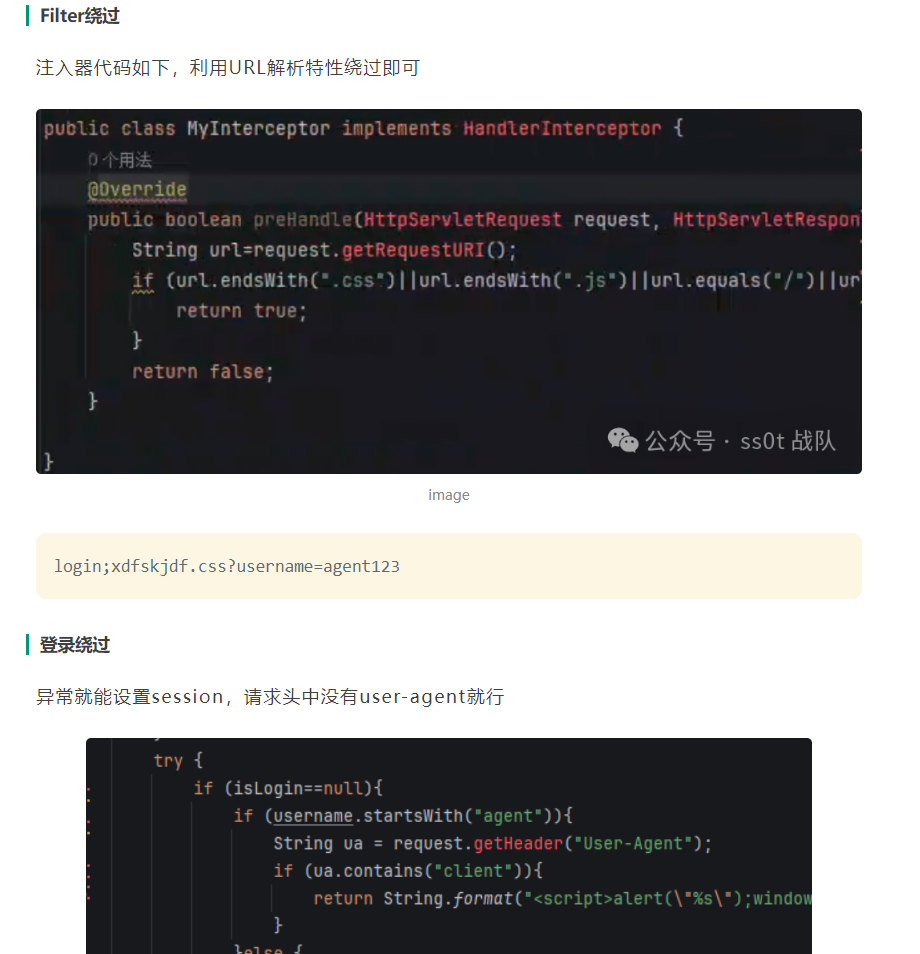 Filter绕过
注入器代码如下，利用URL解析特性绕过即可
public class MyInterceptor implements HandlerInterceptor {
0 个用法
@Override
public boolean preHandle(HttpServletRequest request, HttpServletRespon
String url=request.getRequestURI();
if (url.endsWith(".css")||url.endsWith(".js")||url.equals("/")||ur
return true;
}
return false;
}
公众号 · ss0t 战队
}
image
login;xdfskjdf.css?username=agent123
登录绕过
异常就能设置session，请求头中没有user-agent就行
try {
if (isLogin==null){
if (username.startsWith("agent")){
String ua = request.getHeader("User-Agent");
if (ua.contains("client")){
return String.format("<script>alert(\"%s\");window
}
}else {